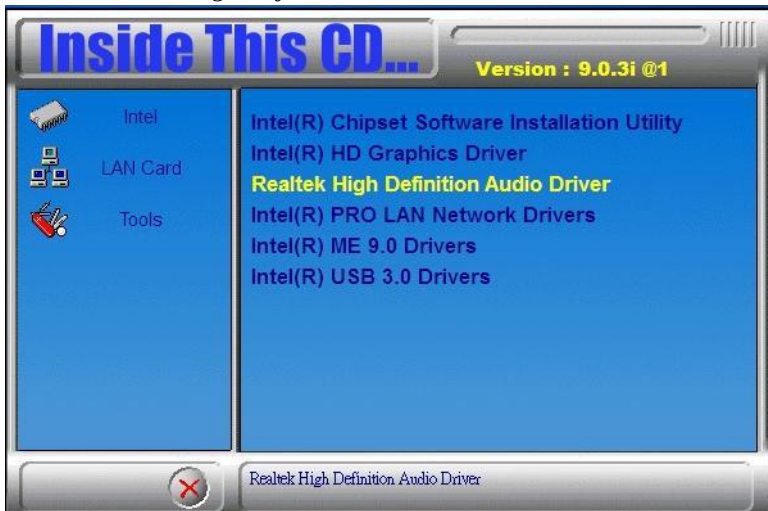 Inside This CD...
Version : 9.0.3i @1
Intel
LAN Card
Tools
Intel(R) Chipset Software Installation Utility
Intel(R) HD Graphics Driver
Realtek High Definition Audio Driver
Intel(R) PRO LAN Network Drivers
Intel(R) ME 9.0 Drivers
Intel(R) USB 3.0 Drivers
Realtek High Definition Audio Driver